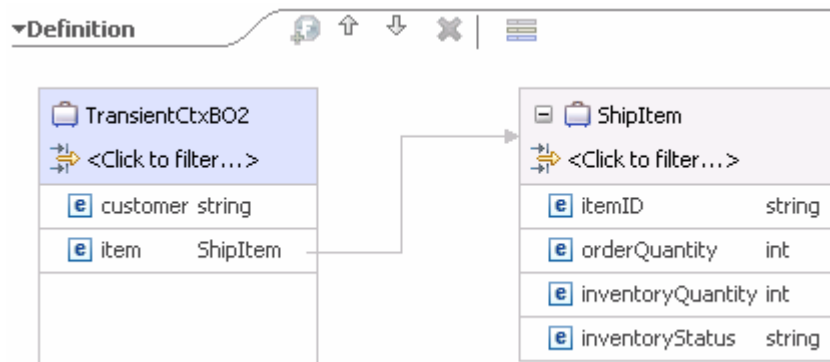 Definition
TransientCtxBO2
<Click to filter...>
customer string
item ShipItem
ShipItem
<Click to filter...>
itemID string
orderQuantity int
inventoryQuantity int
inventoryStatus string